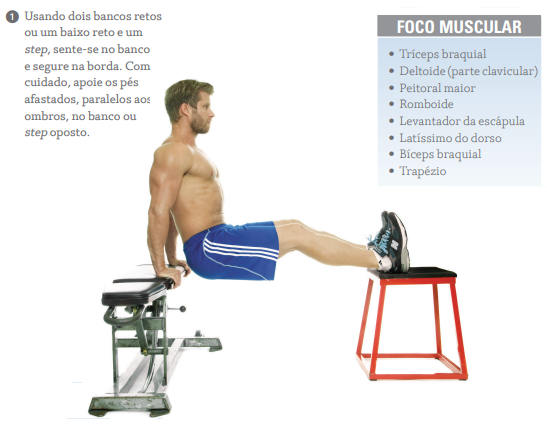 1 Usando dois bancos retos
ou um baixo reto e um
step, sente-se no banco
e segure na borda. Com
cuidado, apoie os pés
afastados, paralelos aos
ombros, no banco ou
step oposto.
FOCO MUSCULAR
• Tríceps braquial
• Deltoide (parte clavicular)
• Peitoral maior
• Romboide
• Levantador da escápula
• Latíssimo do dorso
• Bíceps braquial
• Trapézio